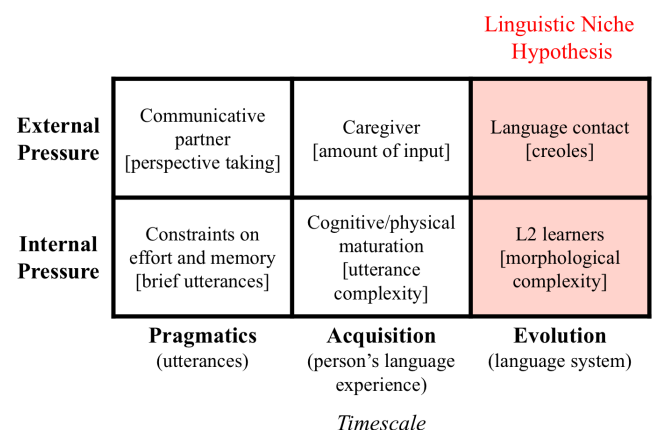 Linguistic Niche
Hypothesis
External
Pressure
Communicative
partner
[perspective taking]
Caregiver
[amount of input]
Language contact
[creoles]
Internal
Pressure
Constraints on
effort and memory
[brief utterances]
Cognitive/physical
maturation
[utterance
complexity]
L2 learners
[morphological
complexity]
Pragmatics
(utterances)
Acquisition
(person’s language
experience)
Evolution
(language system)
Timescale